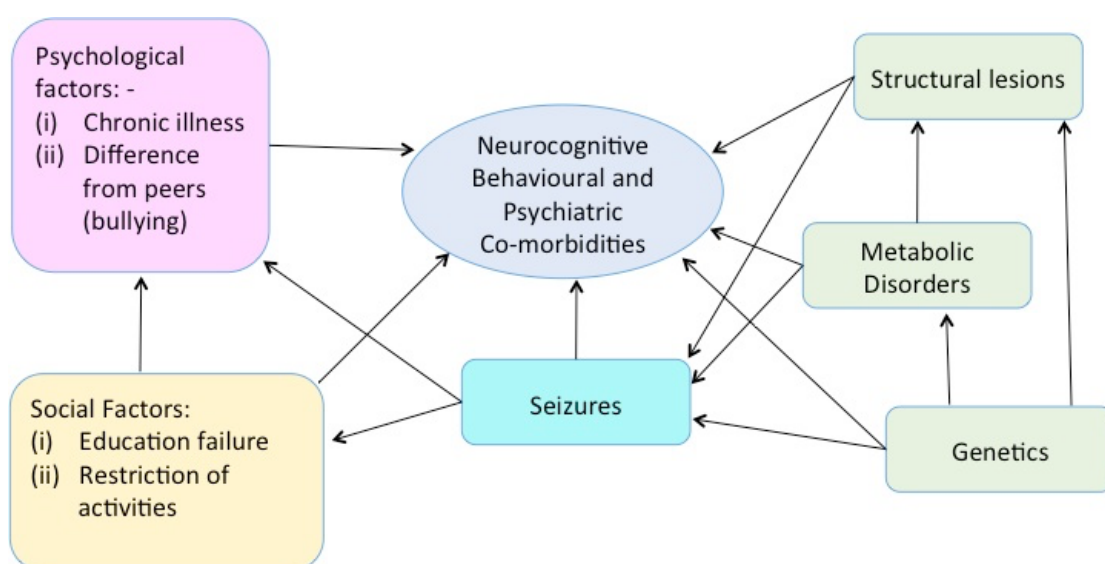 Psychological
factors: -
(i) Chronic illness
(ii) Difference
from peers
(bullying)
Neurocognitive
Behavioural and
Psychiatric
Co-morbidities
Structural lesions
Metabolic
Disorders
Social Factors:
(i) Education failure
(ii) Restriction of
activities
Seizures
Genetics